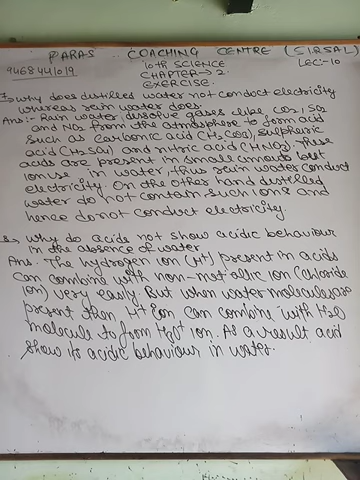 PARAS COACHING CENTRE (SIRSAL)
9468441019 10th SCIENCE LEC:-10
CHAPTER→2.
EXERCISE.
7→ why does distilled water not conduct electricity
whereas rain water does.
Ans:- Rain water dissolve gases like CO2, SO2
and NO2 from the atmosphere to form acid
such as Carbonic acid (H2CO3), sulphuric
acid (H2SO4) and nitric acid (HNO3). These
acids are present in small amount but
ionise in water, thus rain water conduct
electricity. On the other hand distilled
water do not contain such ions and
hence do not conduct electricity.
8→ why do acids not show acidic behaviour
in the absence of water
Ans - The hydrogen ion (H+) present in acids
Can combine with non-metallic ion (chloride
ion) very easily But when water molecules are
present then H+ Ion can combine with H2O
molecule to form H3O+ ion. As a result acid
show its acidic behaviour in water.